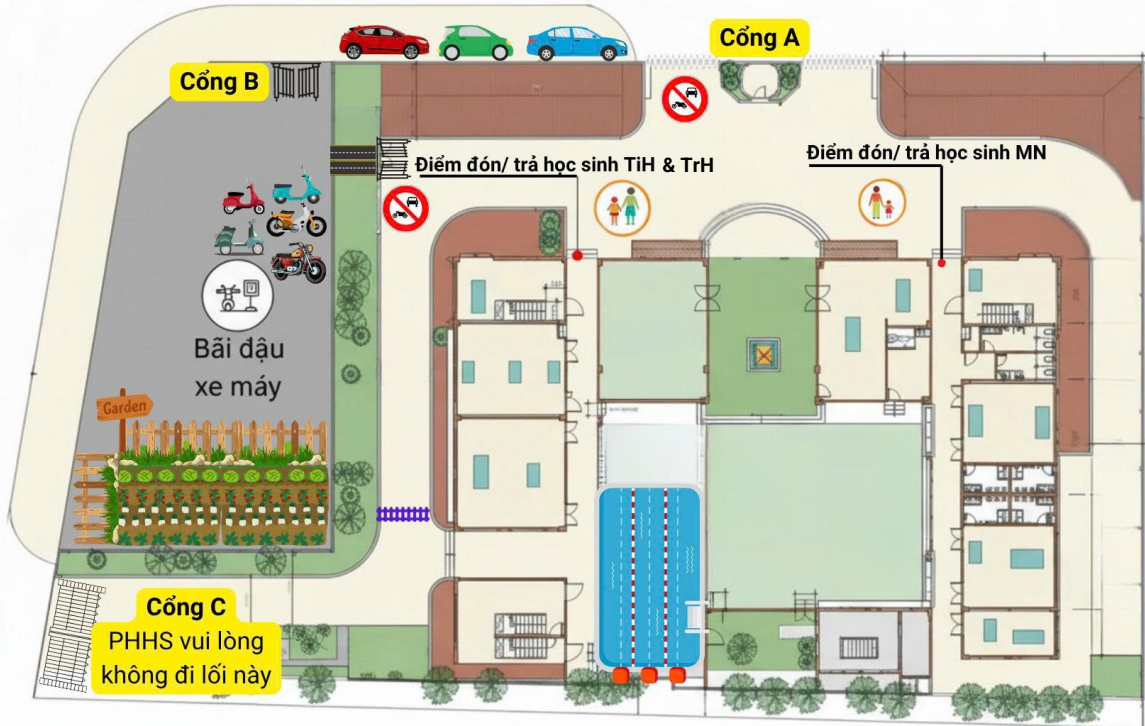 Cổng A
Cổng B
Điểm đón/ trả học sinh TiH & TrH
Điểm đón/ trả học sinh MN
Bãi đậu
xe máy
Garden
Cổng C
PHHS vui lòng
không đi lối này